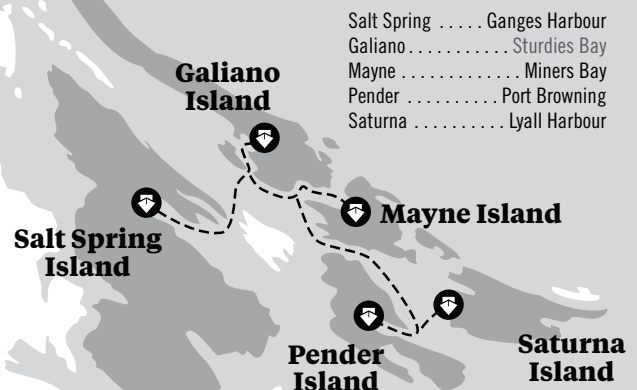 Salt Spring ..... Ganges Harbour
Galiano........... Sturdies Bay
Mayne ............. Miners Bay
Pender .......... Port Browning
Saturna .......... Lyall Harbour
Galiano
Island
Mayne Island
Salt Spring
Island
Pender
Island
Saturna
Island